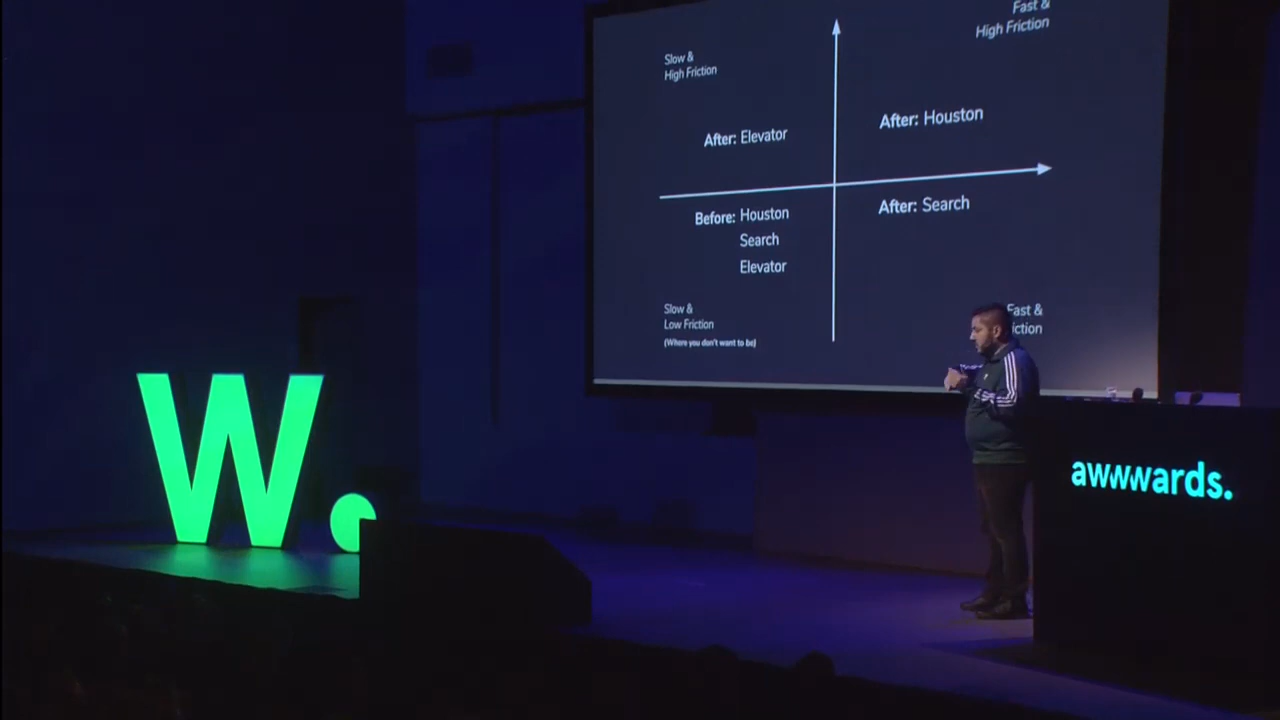 Fast &
High Friction
Slow &
High Friction
After: Elevator
After: Houston
Before: Houston
Search
Elevator
After: Search
Slow &
Low Friction
(Where you don't want to be)
Fast &
iction
W.
awwwards.